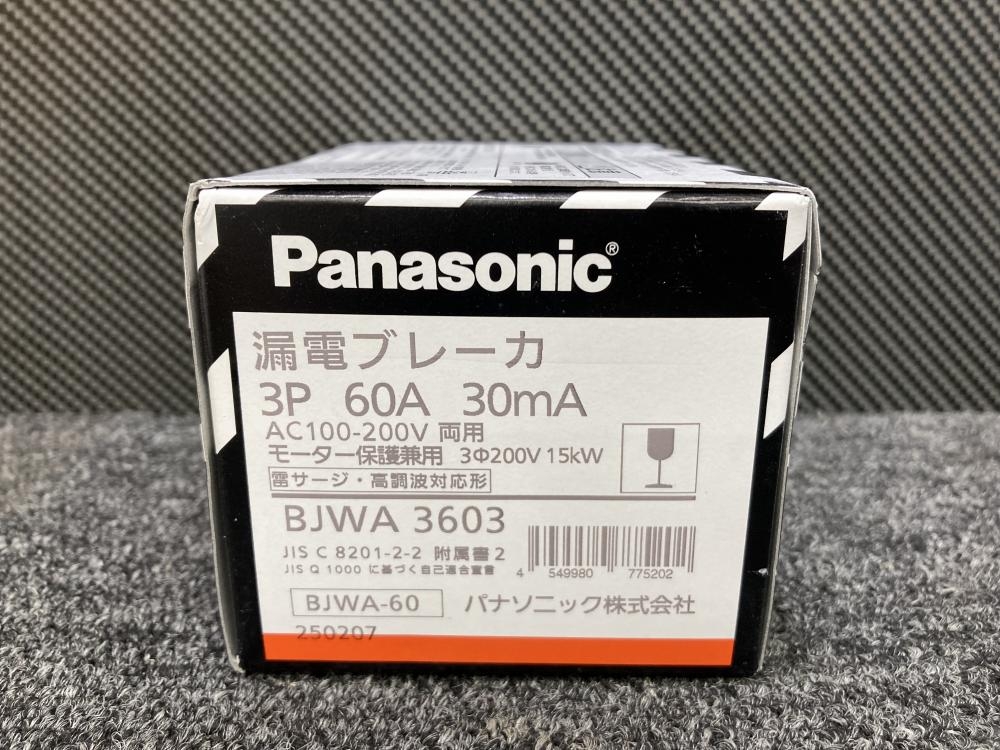 Panasonic®
漏電ブレーカ
3P 60A 30mA
AC100-200V 両用
モーター保護兼用 3Φ200V 15kW
雷サージ・高調波対応形
BJWA 3603
JIS C 8201-2-2 附属書2
JIS Q 1000 に基づく自己適合宣言
4 549980 775202
BJWA-60 パナソニック株式会社
250207